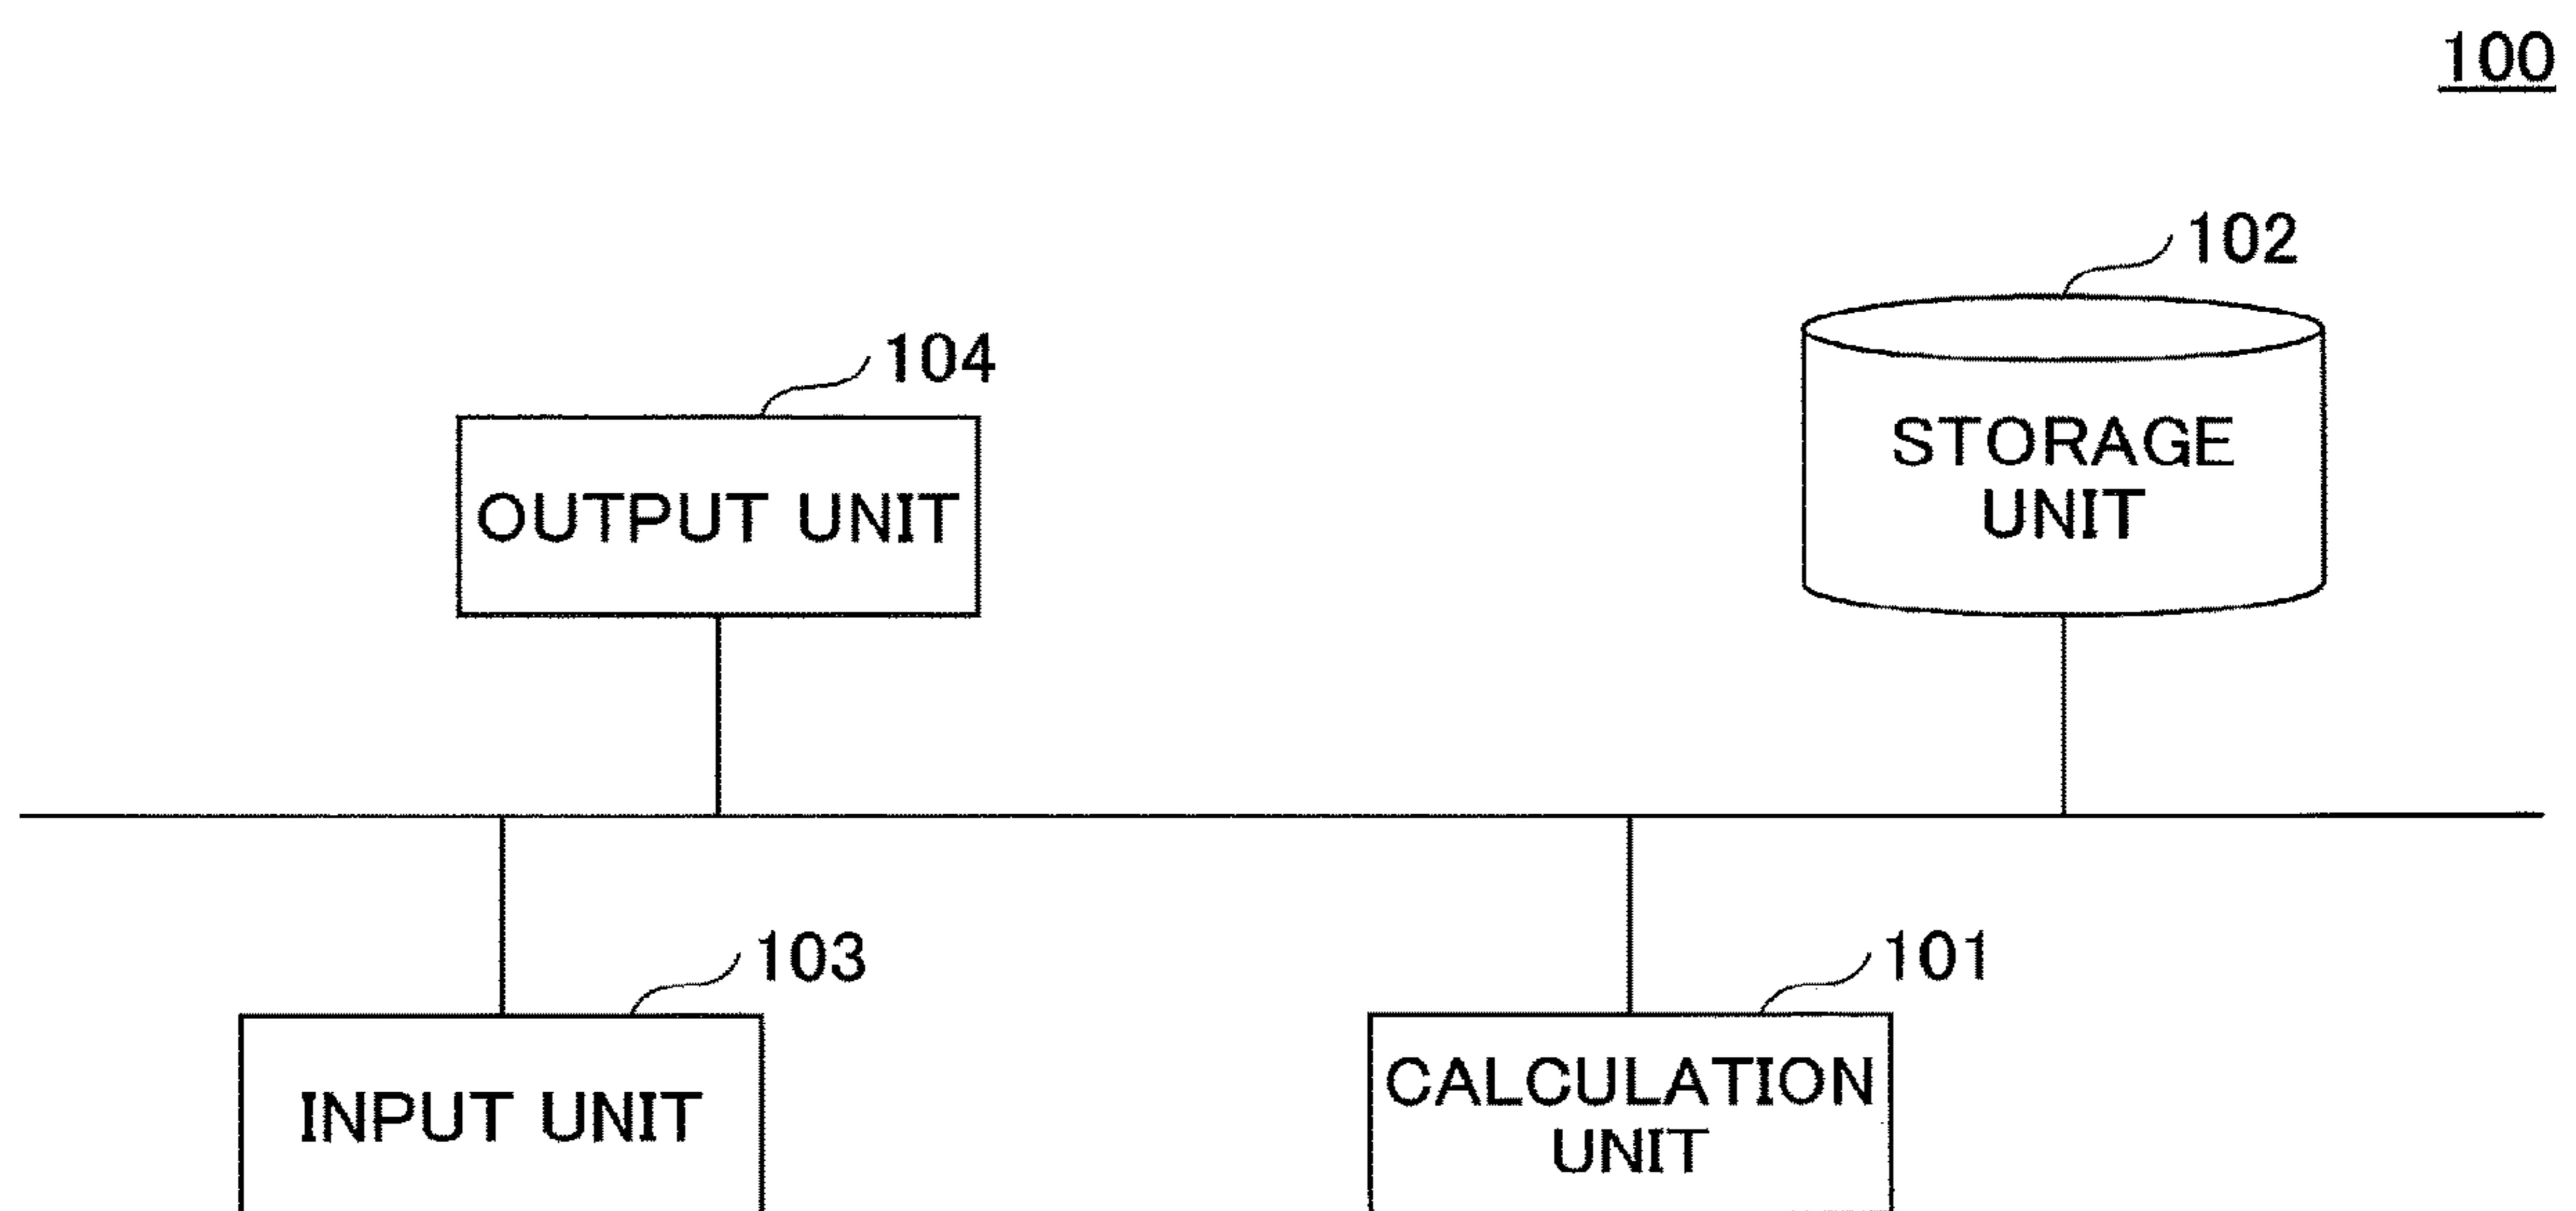 100
102
104
STORAGE
UNIT
OUTPUT UNIT
103
101
INPUT UNIT
CALCULATION
UNIT